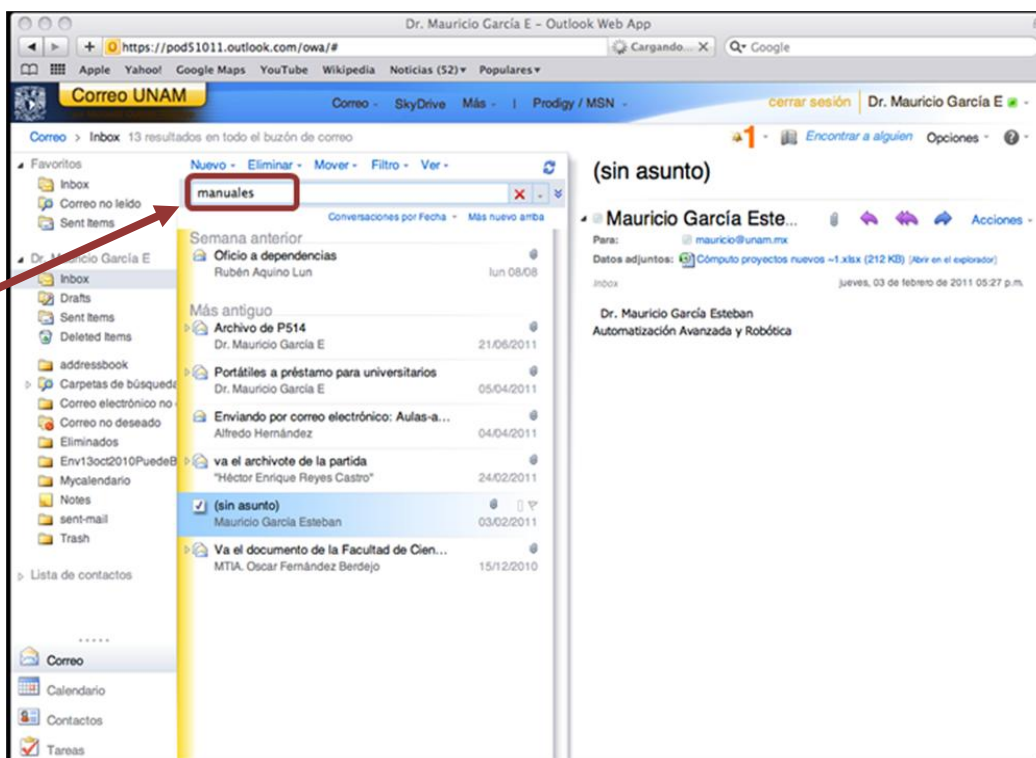 Dr. Mauricio García E – Outlook Web App
https://pod51011.outlook.com/owa/#
Cargando... X
Google
Apple Yahoo! Google Maps YouTube Wikipedia Noticias (52) Populares
Correo UNAM
Correo SkyDrive Más | Prodigy / MSN
cerrar sesión | Dr. Mauricio García E
Correo > Inbox 13 resultados en todo el buzón de correo
1
Encontrar a alguien Opciones
Favoritos
Inbox
Correo no leído
Sent Items
Dr. Mauricio García E
Inbox
Drafts
Sent Items
Deleted Items
addressbook
Carpetas de búsqueda
Correo electrónico no
Correo no deseado
Eliminados
Env13oct2010PuedeB
Mycalendario
Notes
sent-mail
Trash
Lista de contactos
Correo
Calendario
Contactos
Tareas
Nuevo Eliminar Mover Filtro Ver
manuales
Conversaciones por Fecha Más nuevo arriba
Semana anterior
Oficio a dependencias
Rubén Aquino Lun lun 08/08
Más antiguo
Archivo de P514
Dr. Mauricio García E 21/06/2011
Portátiles a préstamo para universitarios
Dr. Mauricio García E 05/04/2011
Enviando por correo electrónico: Aulas-a...
Alfredo Hernández 04/04/2011
va el archivote de la partida
"Héctor Enrique Reyes Castro" 24/02/2011
(sin asunto)
Mauricio García Esteban 03/02/2011
Va el documento de la Facultad de Cien...
MTIA. Oscar Fernández Berdejo 15/12/2010
(sin asunto)
Mauricio García Este...
Acciones
Para: mauricio@unam.mx
Datos adjuntos: Cómputo proyectos nuevos ~1.xlsx (212 KB) [Abrir en el explorador]
Inbox jueves, 03 de febrero de 2011 05:27 p.m.
Dr. Mauricio García Esteban
Automatización Avanzada y Robótica